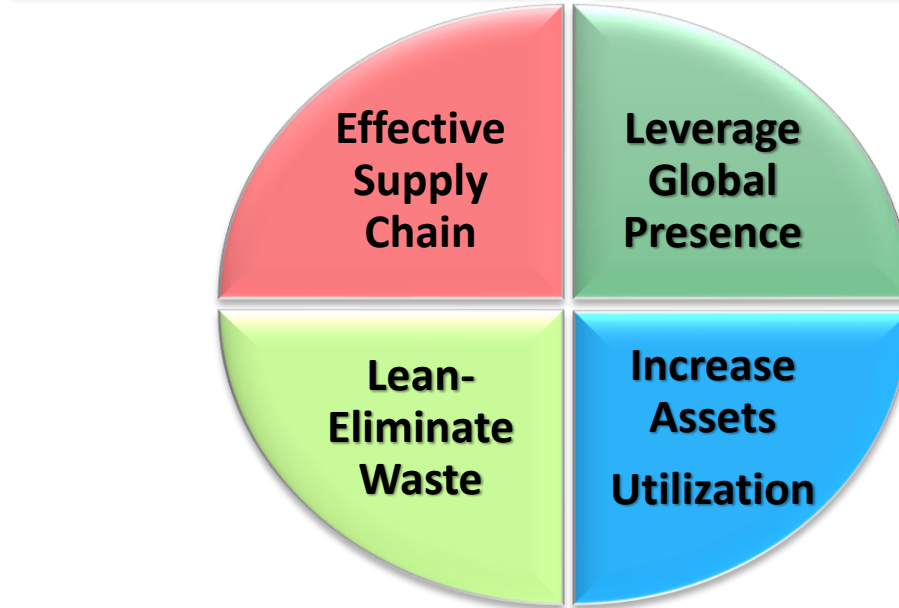 Effective
Supply
Chain
Leverage
Global
Presence
Lean-
Eliminate
Waste
Increase
Assets
Utilization